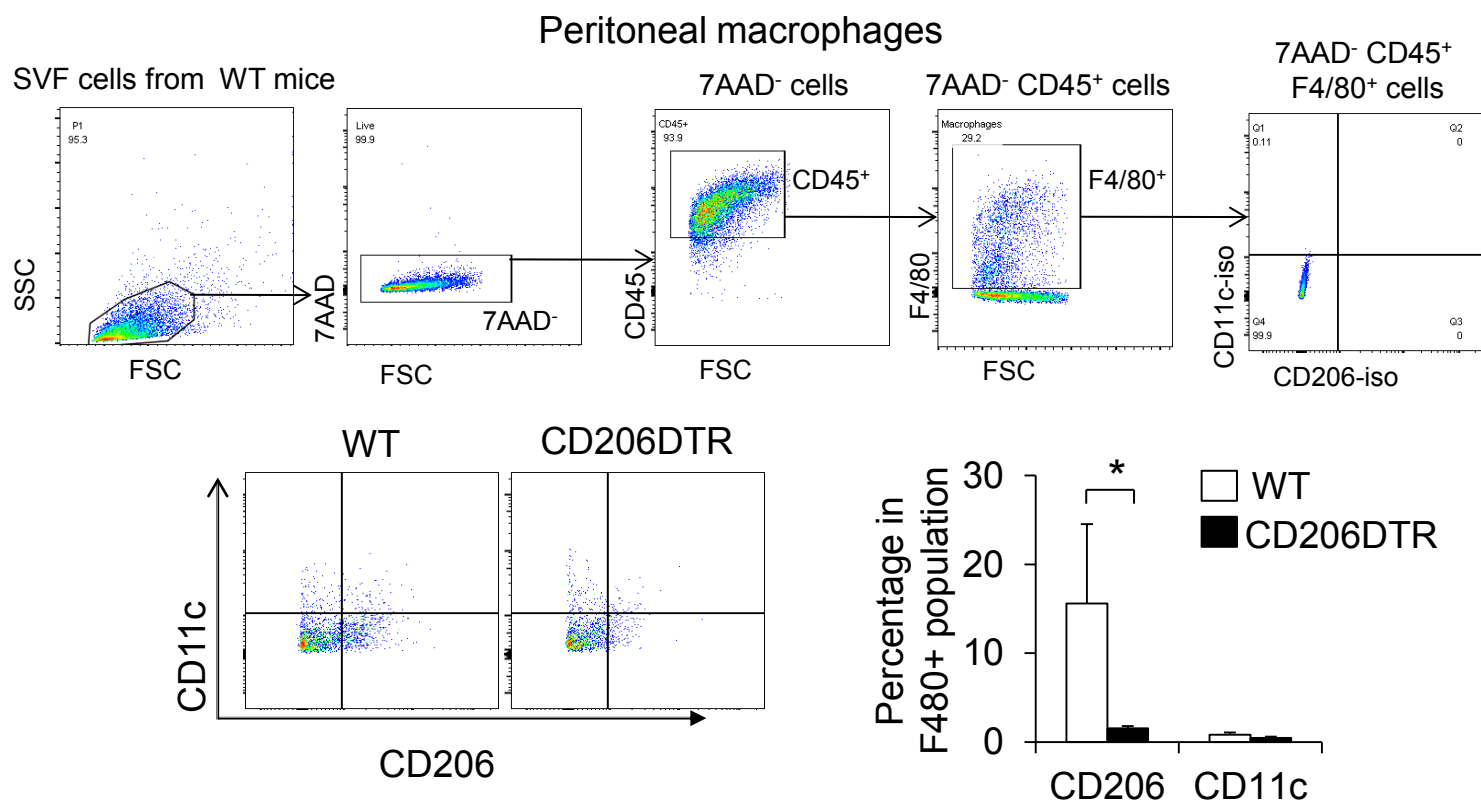 Peritoneal macrophages
SVF cells from WT mice
7AAD⁻ cells
7AAD⁻ CD45⁺ cells
7AAD⁻ CD45⁺
F4/80⁺ cells
P1
95.3
SSC
FSC
Live
99.9
7AAD
7AAD⁻
FSC
CD45+
93.9
CD45⁺
CD45
FSC
Macrophages
29.2
F4/80⁺
F4/80
FSC
Q1
0.11
Q2
0
Q4
99.9
Q3
0
CD11c-iso
CD206-iso
WT
CD206DTR
CD11c
CD206
Percentage in
F480+ population
30
20
10
0
*
WT
CD206DTR
CD206
CD11c